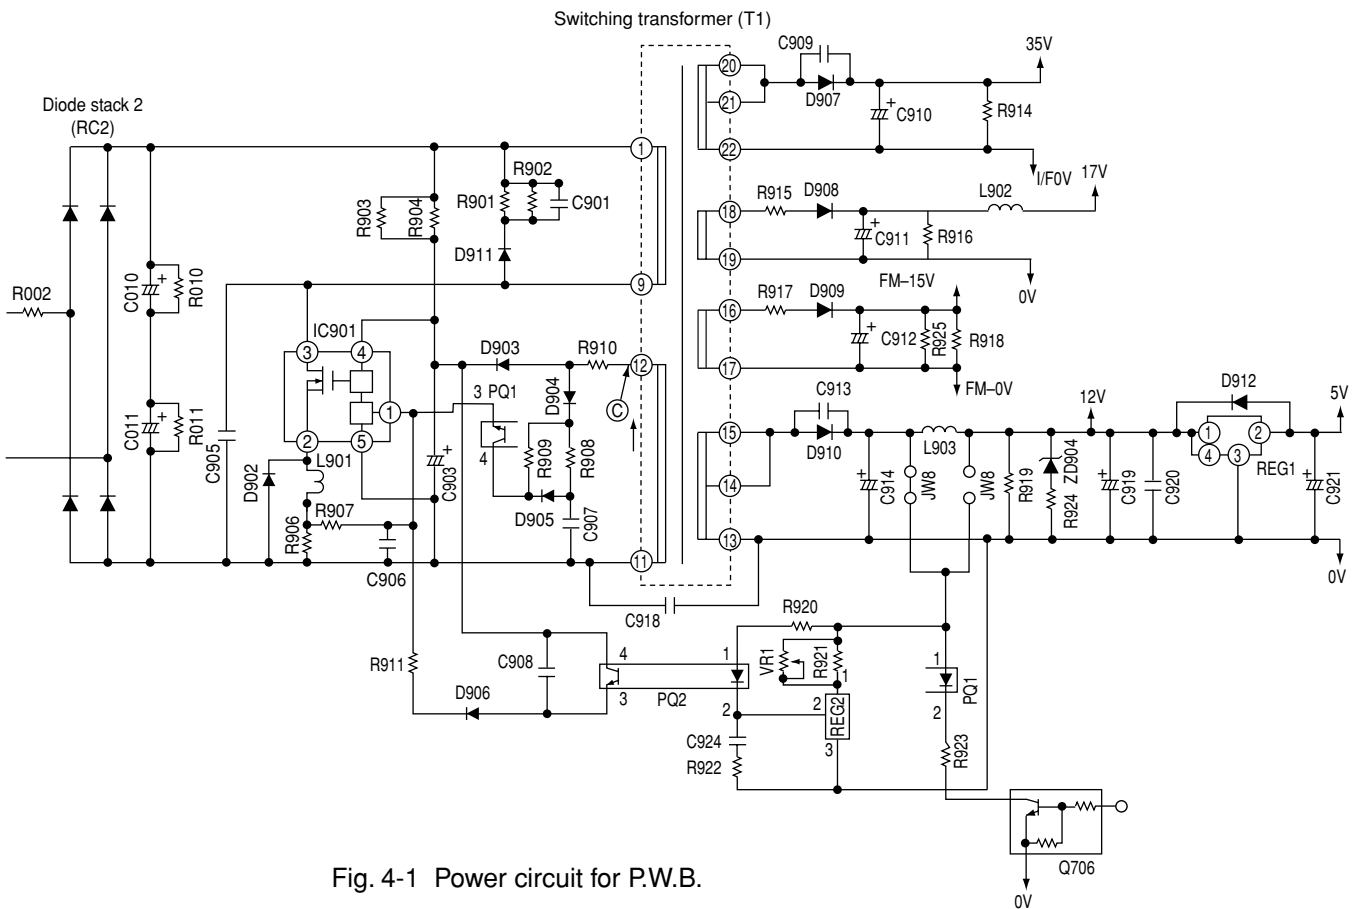 Switching transformer (T1)
C909
35V
20
21
22
D907
C910
+
R914
I/F0V
17V
Diode stack 2
(RC2)
1
R903
R904
R902
R901
C901
D911
9
R915
D908
L902
18
19
C911
+
R916
0V
FM–15V
R002
C010
+
R010
IC901
3
4
R917
D909
16
17
C912
+
R925
R918
FM–0V
D903
R910
12
C
3 PQ1
4
D904
1
C011
+
R011
C905
2
5
L901
D902
C903
+
R909
R908
D905
C907
R907
R906
C906
11
C913
D910
15
14
13
L903
C914
+
JW8
JW8
R919
ZD904
R924
12V
C919
+
C920
D912
1
2
4
3
REG1
5V
C921
+
0V
C918
R920
R911
C908
D906
4
3
PQ2
1
2
VR1
R921
1
2
REG2
3
C924
R922
1
PQ1
2
R923
Q706
0V
Fig. 4-1 Power circuit for P.W.B.